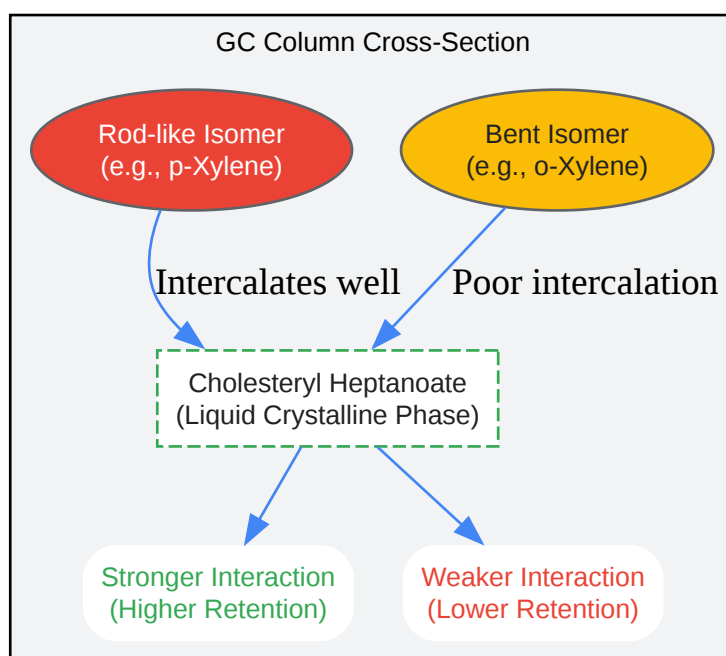 GC Column Cross-Section
Rod-like Isomer
(e.g., p-Xylene)
Bent Isomer
(e.g., o-Xylene)
Intercalates well
Poor intercalation
Cholesteryl Heptanoate
(Liquid Crystalline Phase)
Stronger Interaction
(Higher Retention)
Weaker Interaction
(Lower Retention)